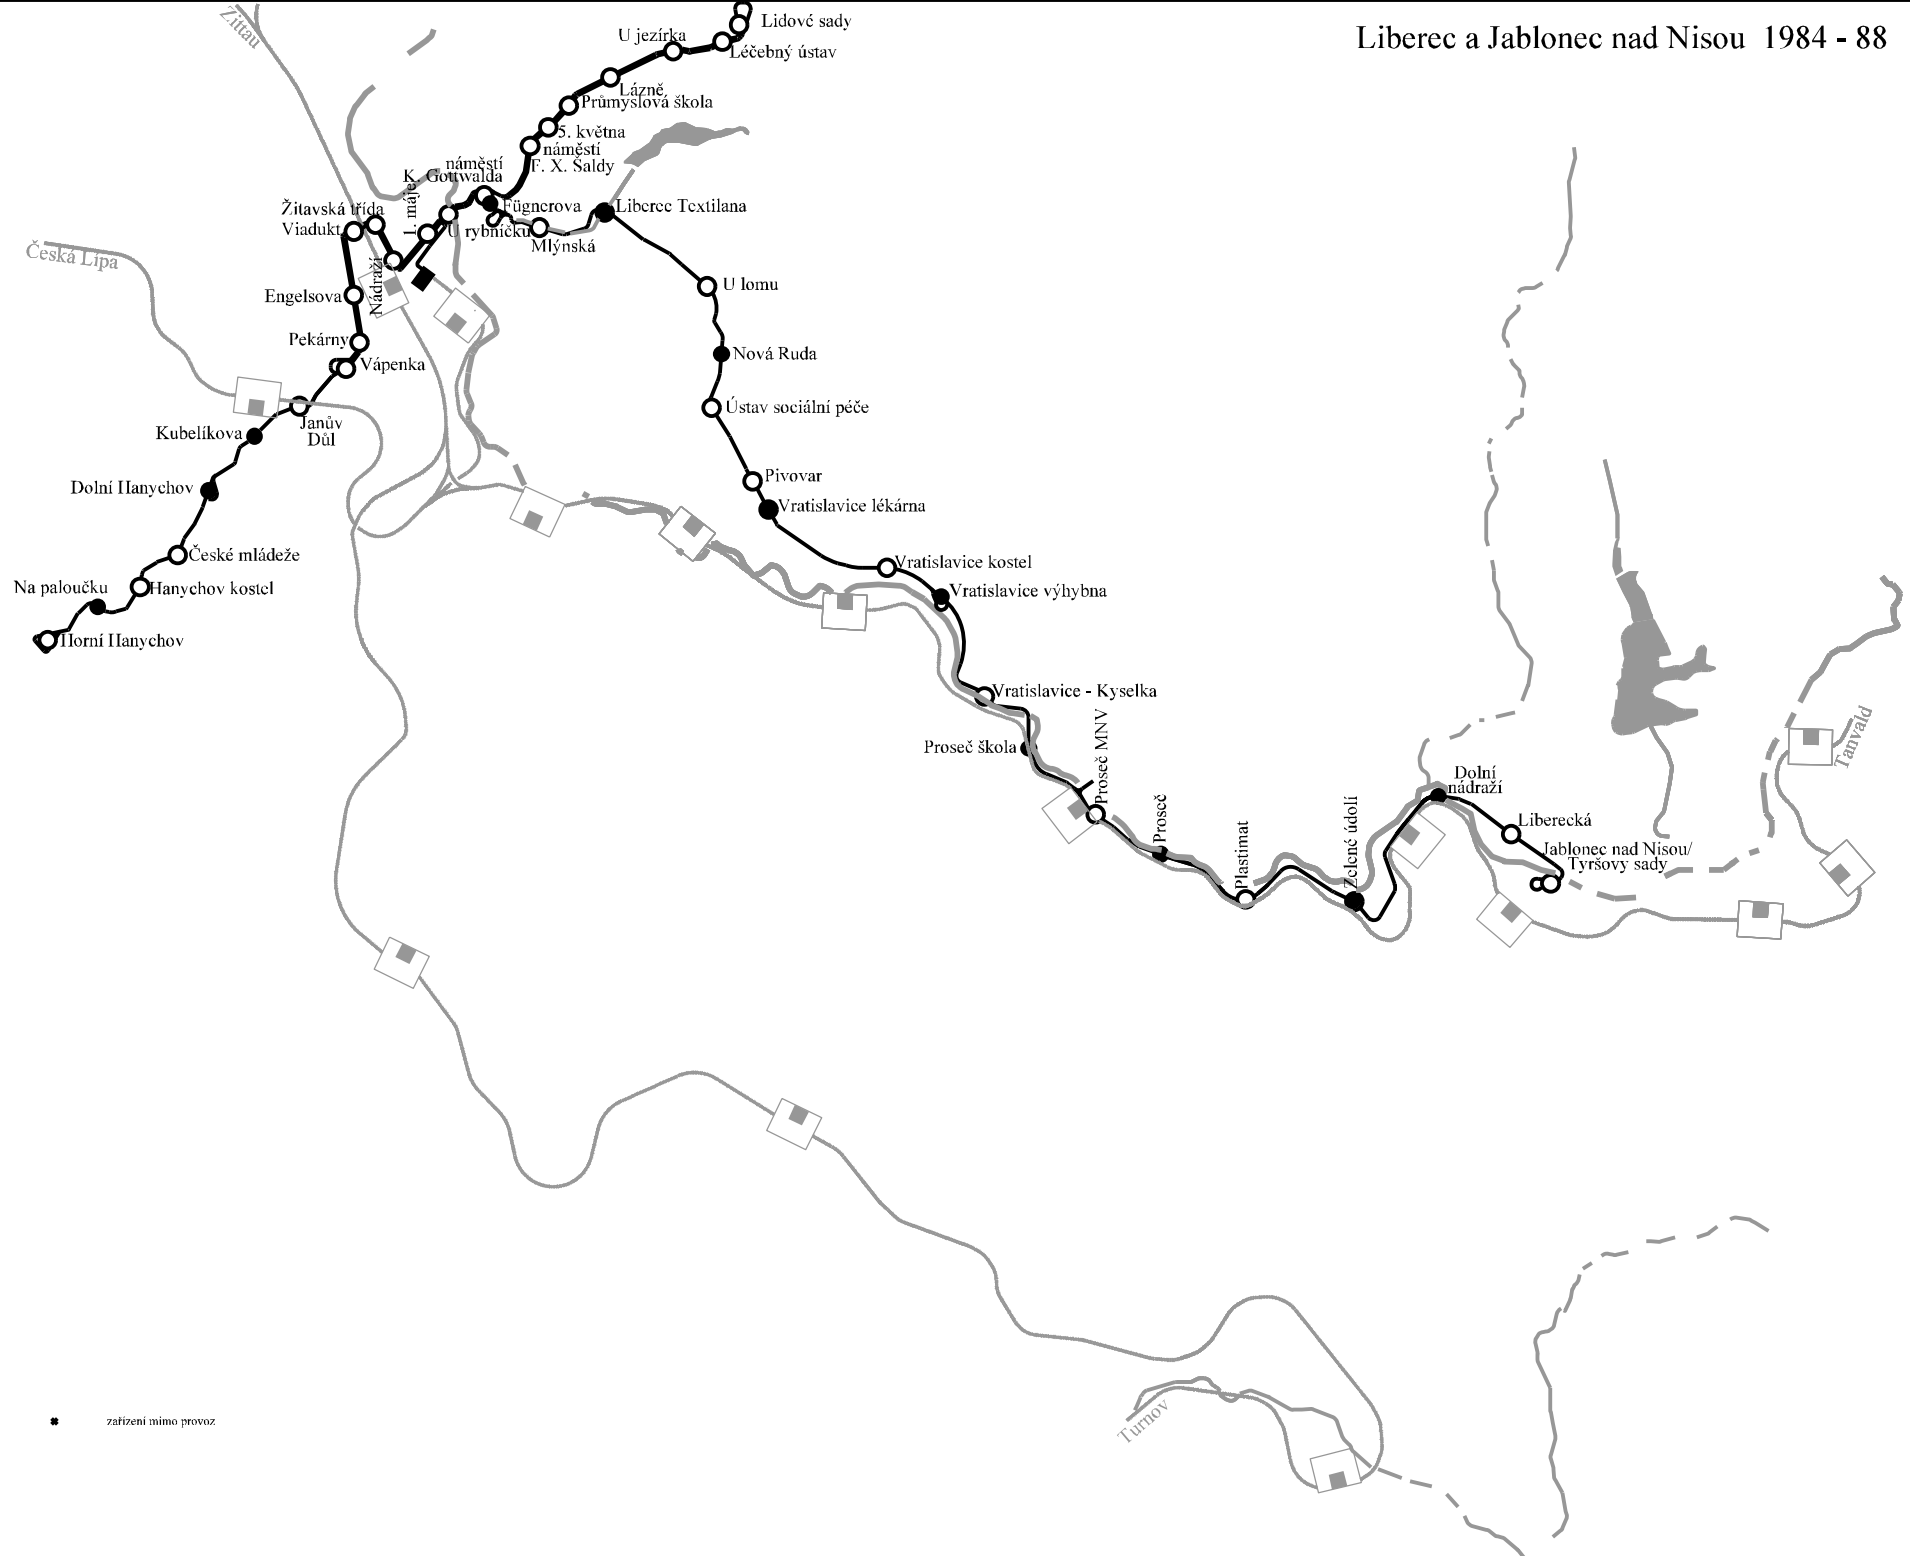 Liberec a Jablonec nad Nisou 1984 - 88
Zittau
Lidové sady
U jezírka
Léčebný ústav
Lázně
Průmyslová škola
5. května
náměstí
F. X. Šaldy
náměstí
K. Gottwalda
1. máje
Žitavská třída
Viadukt
Fügnerova
Liberec Textilana
U rybníčku
Mlýnská
Česká Lípa
Nádraží
Engelsova
U lomu
Pekárny
Nová Ruda
Vápenka
Ústav sociální péče
Janův
Důl
Kubelíkova
Pivovar
Dolní Hanychov
Vratislavice lékárna
České mládeže
Vratislavice kostel
Na paloučku
Hanychov kostel
Vratislavice výhybna
Horní Hanychov
Vratislavice - Kyselka
Proseč škola
Proseč MNV
Tanvald
Dolní
nádraží
Proseč
Plastimat
Zelené údolí
Liberecká
Jablonec nad Nisou/
Tyršovy sady
Turnov
zařízení mimo provoz